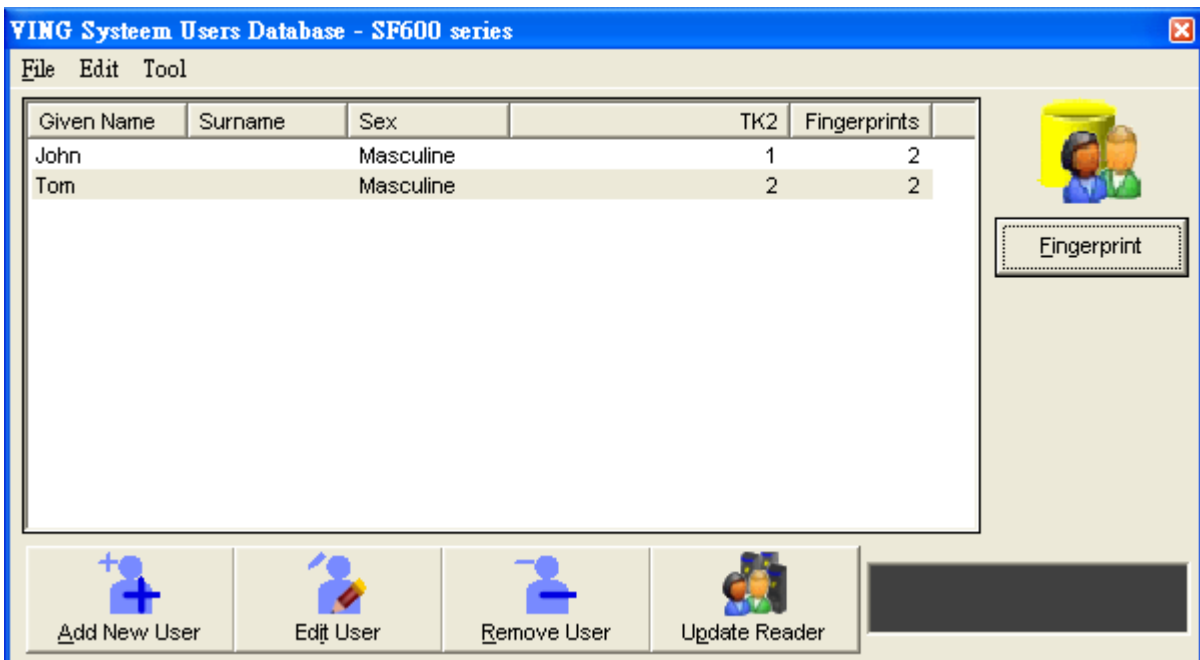 VING Systeem Users Database - SF600 series
File Edit Tool
Given Name Surname Sex TK2 Fingerprints
John Masculine 1 2
Tom Masculine 2 2
Fingerprint
Add New User Edit User Remove User Update Reader